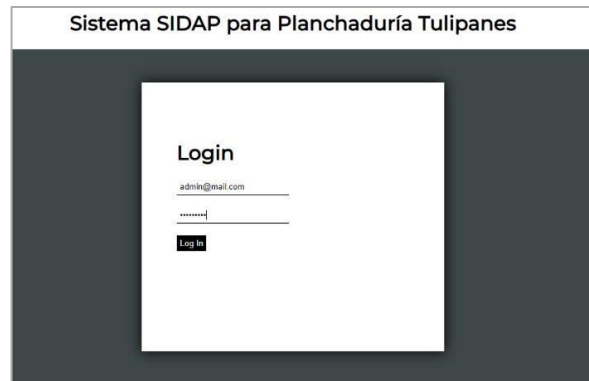 Sistema SIDAP para Planchaduría Tulipanes
Login
admin@mail.com
•••••••••
Log In